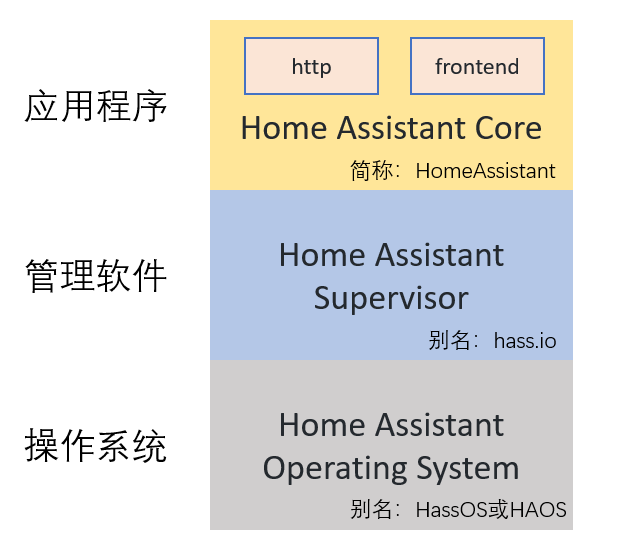 http
frontend
应用程序
Home Assistant Core
简称：HomeAssistant
管理软件
Home Assistant
Supervisor
别名：hass.io
操作系统
Home Assistant
Operating System
别名：HassOS或HAOS